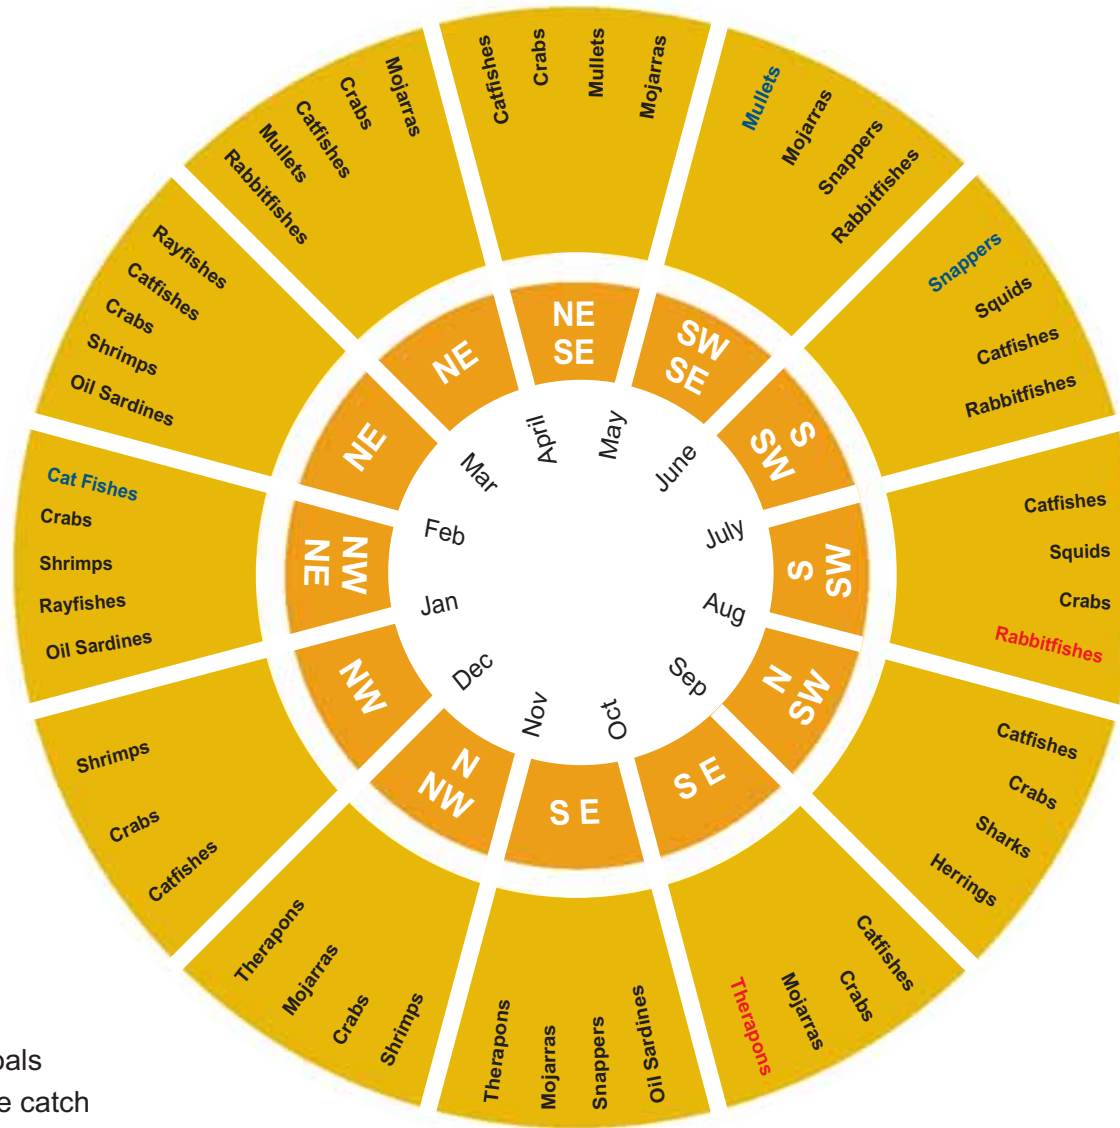 Catfishes
Crabs
Mullets
Mojarras
Mullets
Mojarras
Snappers
Rabbitfishes
Snappers
Squids
Catfishes
Rabbitfishes
Catfishes
Squids
Crabs
Rabbitfishes
Catfishes
Crabs
Sharks
Herrings
Catfishes
Crabs
Mojarras
Therapons
Oil Sardines
Snappers
Mojarras
Therapons
Shrimps
Crabs
Mojarras
Therapons
Catfishes
Crabs
Shrimps
Oil Sardines
Rayfishes
Shrimps
Crabs
Cat Fishes
Oil Sardines
Shrimps
Crabs
Catfishes
Rayfishes
Rabbitfishes
Mullets
Catfishes
Crabs
Mojarras
NE
SE
SW
SE
S
SW
SW
S
N
SW
S E
S E
N
NW
NW
NW
NE
NE
NE
April
May
June
July
Aug
Sep
Oct
Nov
Dec
Jan
Feb
Mar
catch